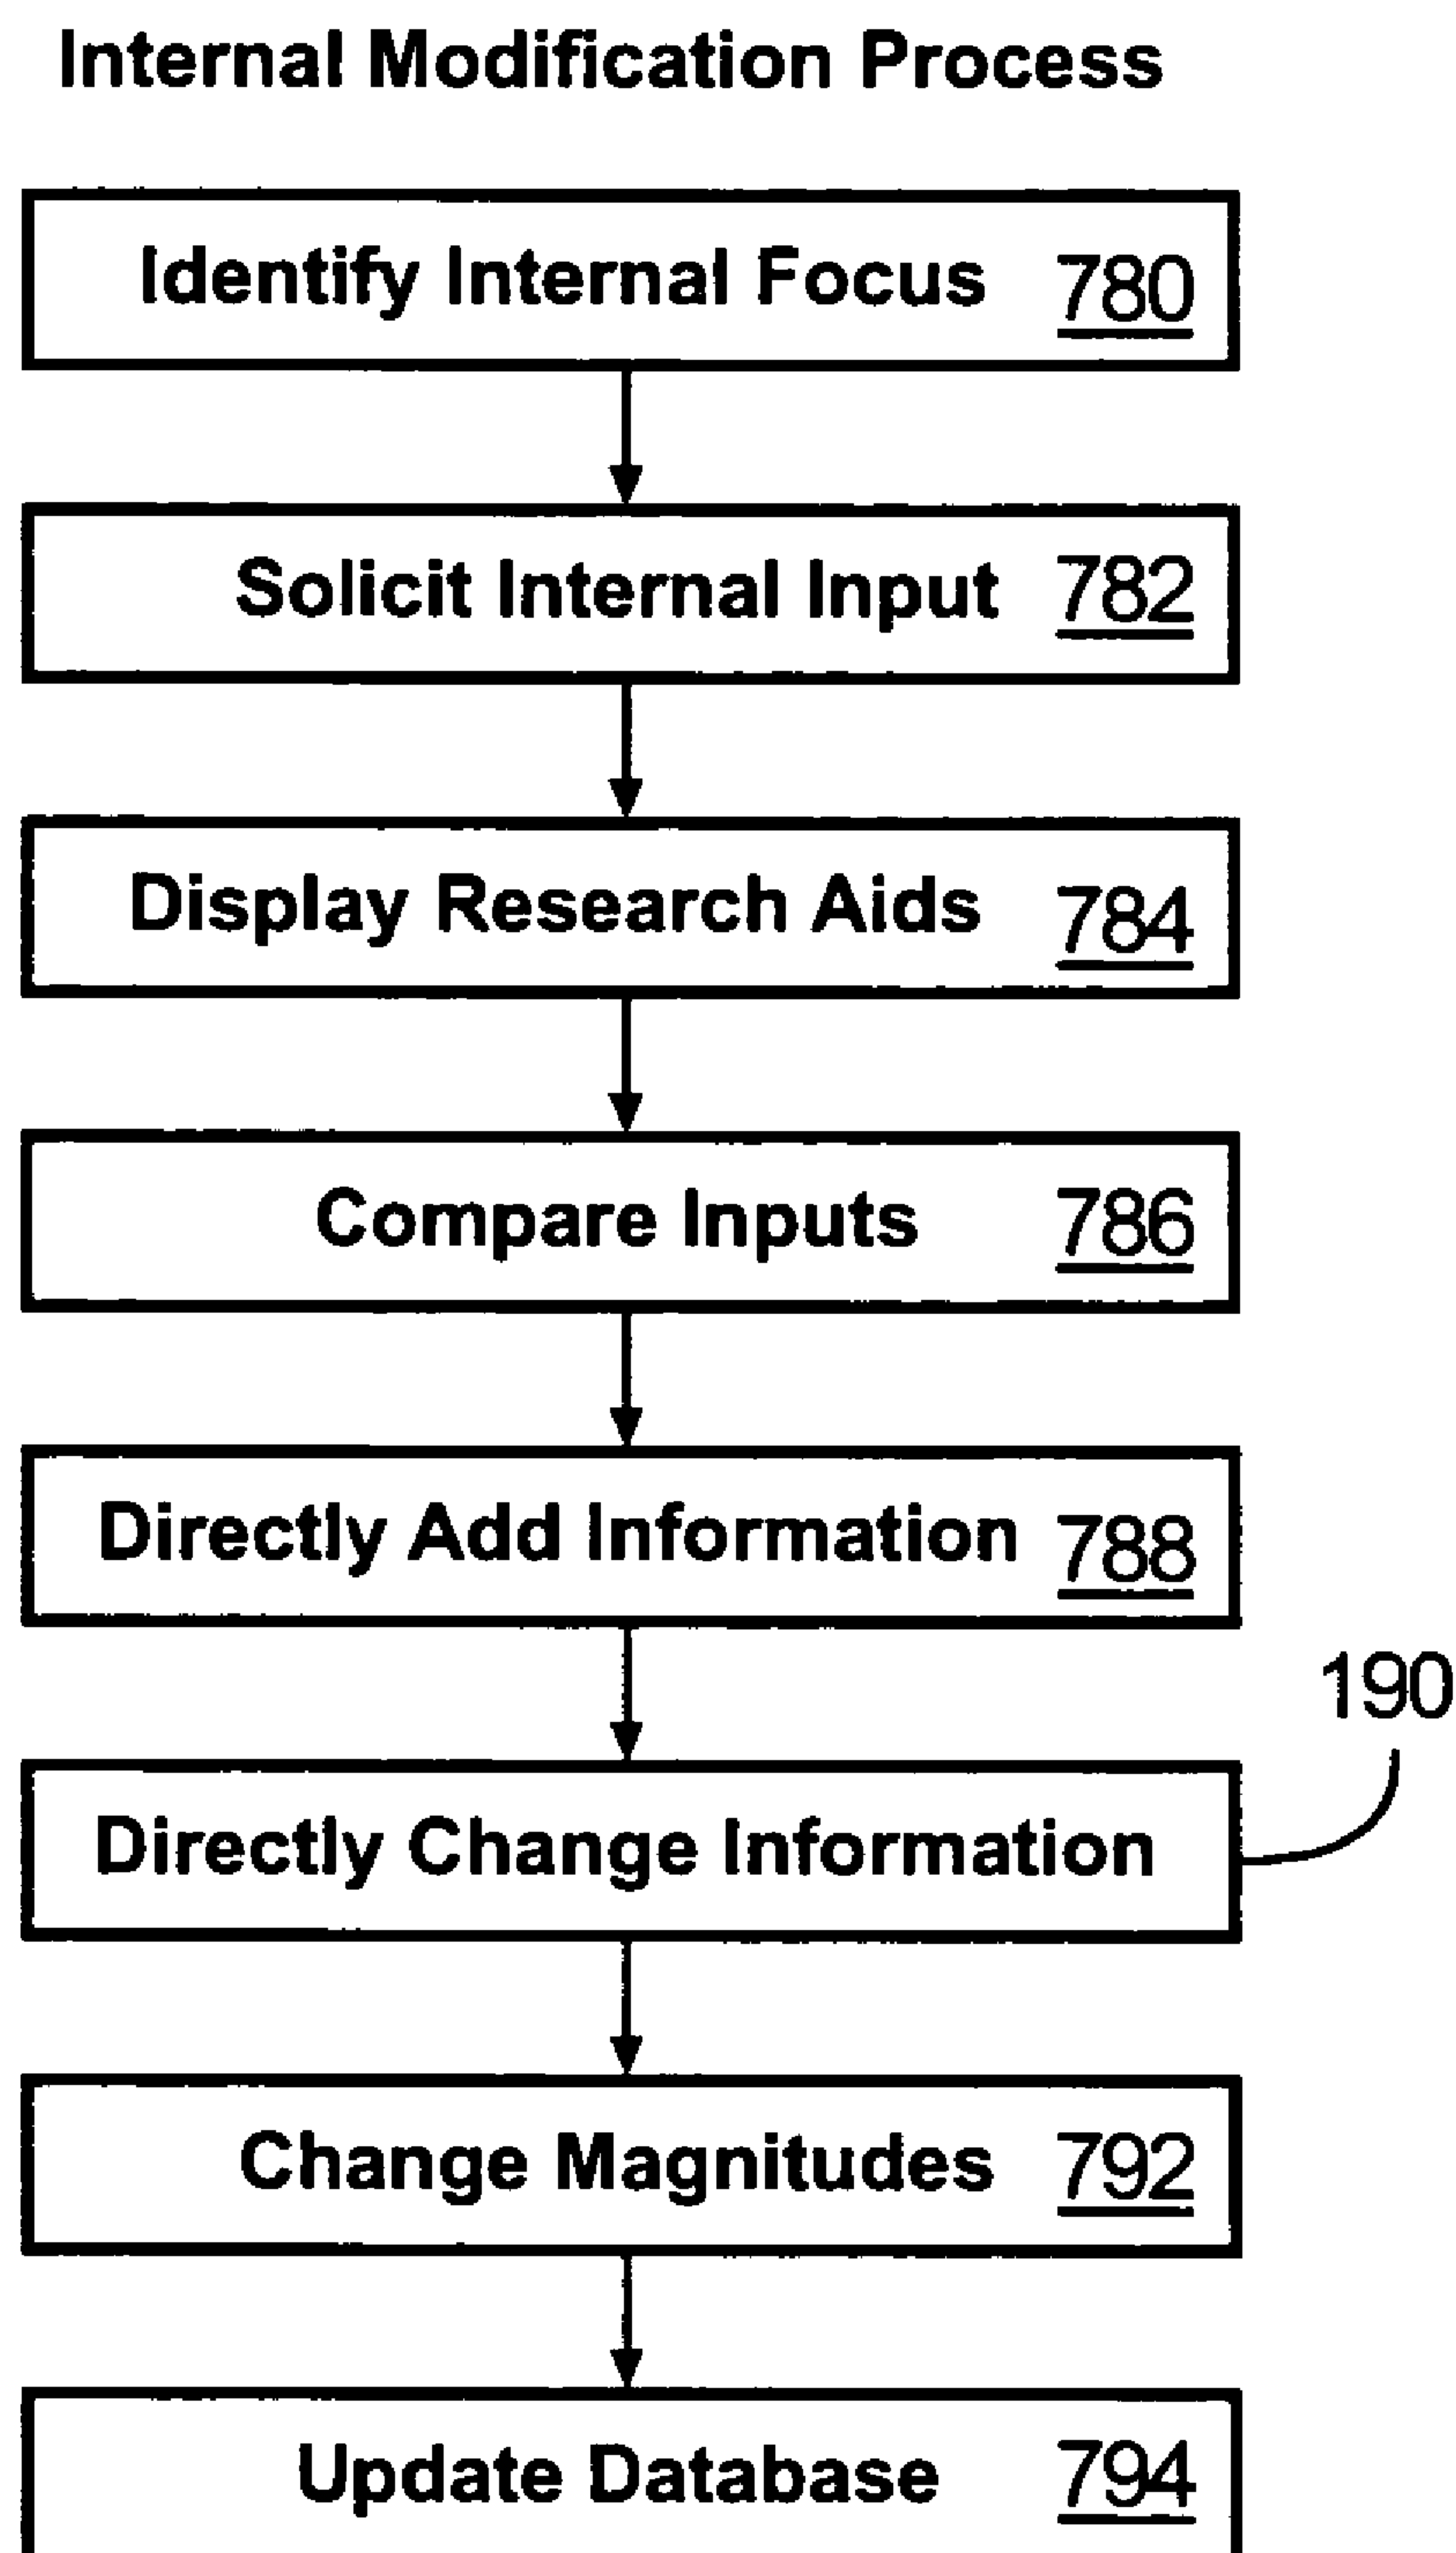 Internal Modification Process
Identify Internal Focus 780
Solicit Internal Input 782
Display Research Aids 784
Compare Inputs 786
Directly Add Information 788
190
Directly Change Information
Change Magnitudes 792
Update Database 794